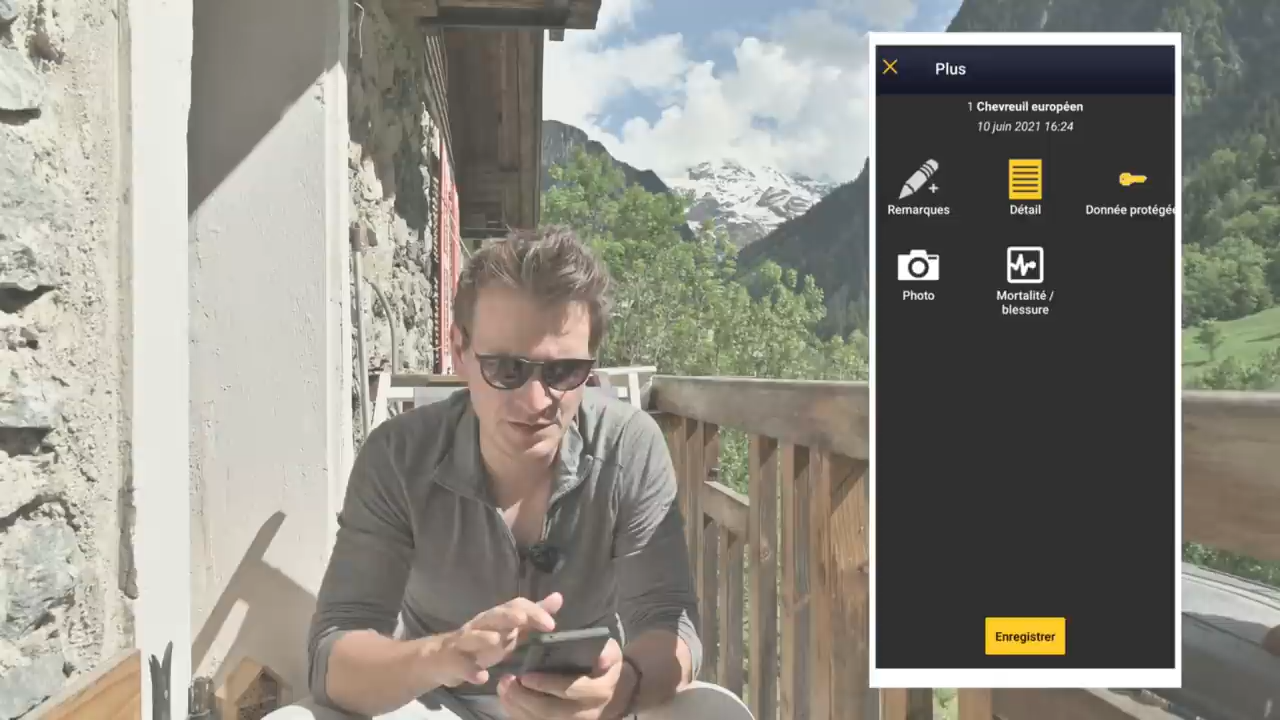 Plus
1 Chevreuil européen
10 juin 2021 16:24
Remarques
Détail
Donnée protégée
Photo
Mortalité /
blessure
Enregistrer